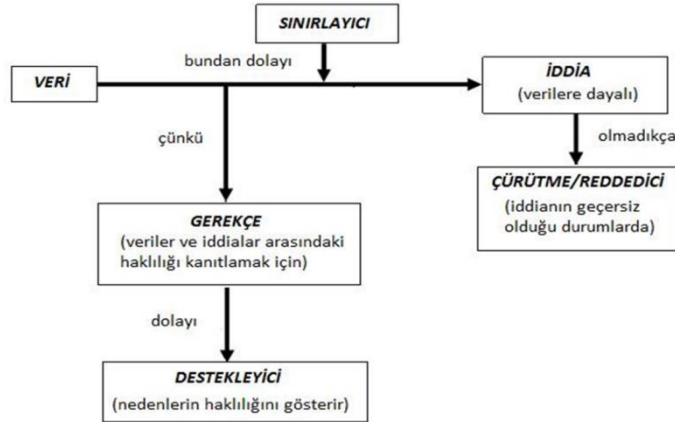 SINIRLAYICI
bundan dolayı
VERİ
İDDİA
(verilere dayalı)
çünkü
olmadıkça
ÇÜRÜTME/REDDEDİCİ
(iddianın geçersiz
olduğu durumlarda)
GEREKÇE
(veriler ve iddialar arasındaki
haklılığı kanıtlamak için)
dolayı
DESTEKLEYİCİ
(nedenlerin haklılığını gösterir)